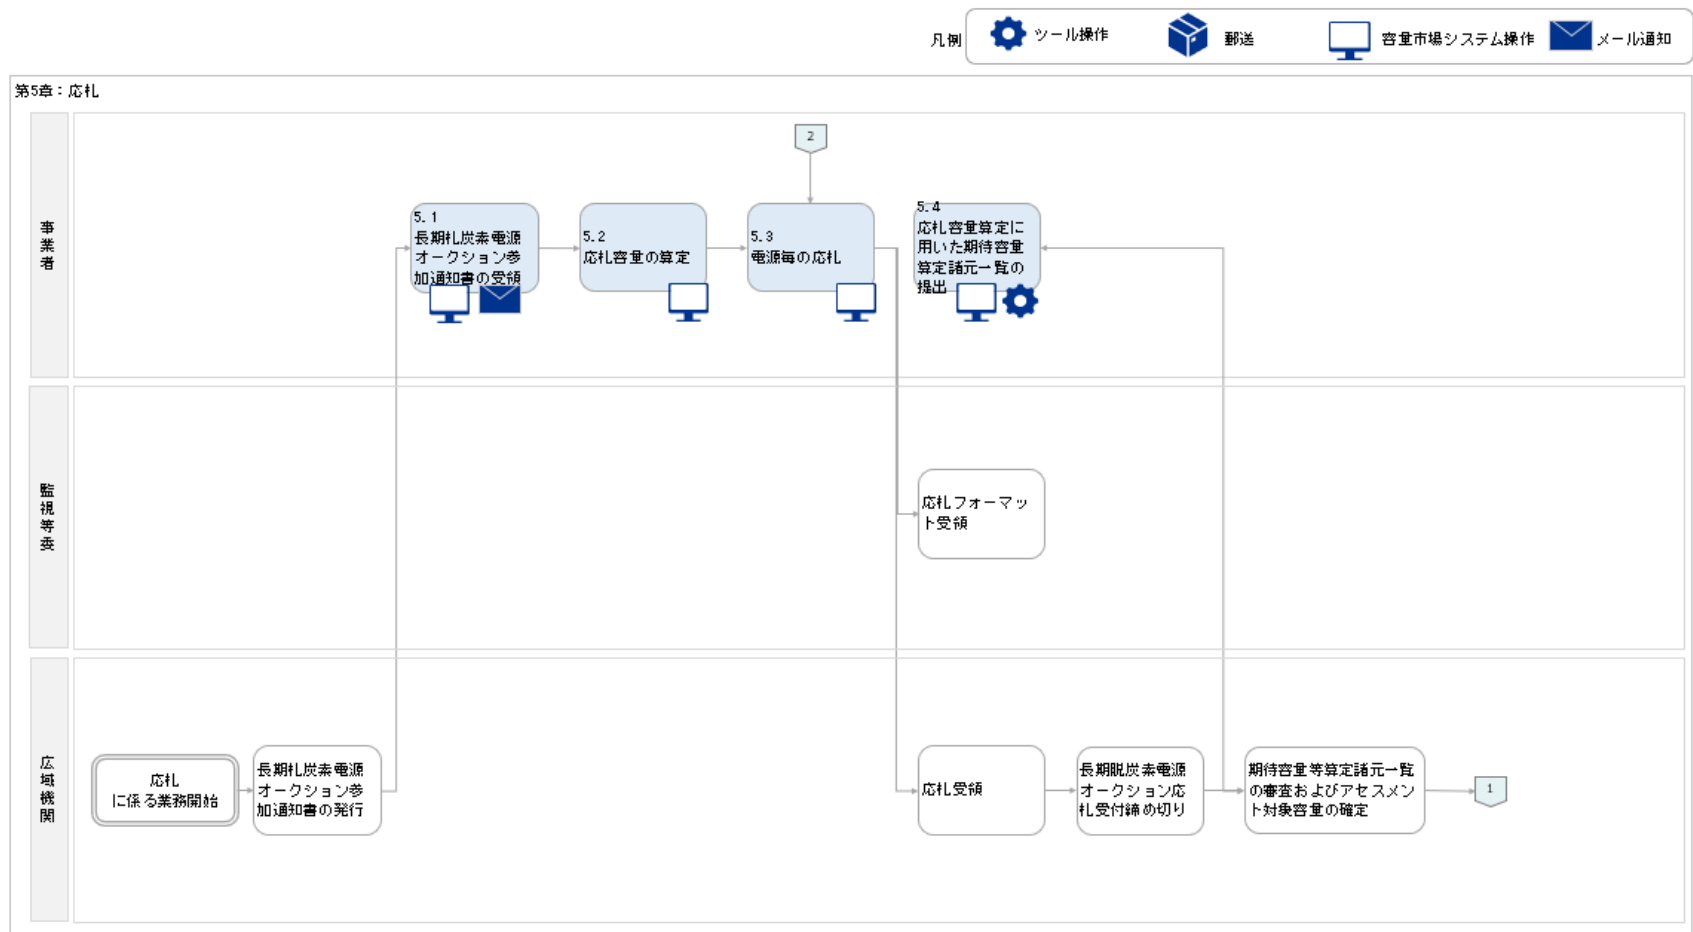 凡例
ツール操作
郵送
容量市場システム操作
メール通知
第5章：応札
事業者
2
5.1
長期札炭素電源
オークション参
加通知書の受領
5.2
応札容量の算定
5.3
電源毎の応札
5.4
応札容量算定に
用いた期待容量
算定諸元一覧の
提出
監視等委
応札フォーマッ
ト受領
広域機関
応札
に係る業務開始
長期札炭素電源
オークション参
加通知書の発行
応札受領
長期脱炭素電源
オークション応
札受付締め切り
期待容量等算定諸元一覧
の審査およびアセスメン
ト対象容量の確定
1